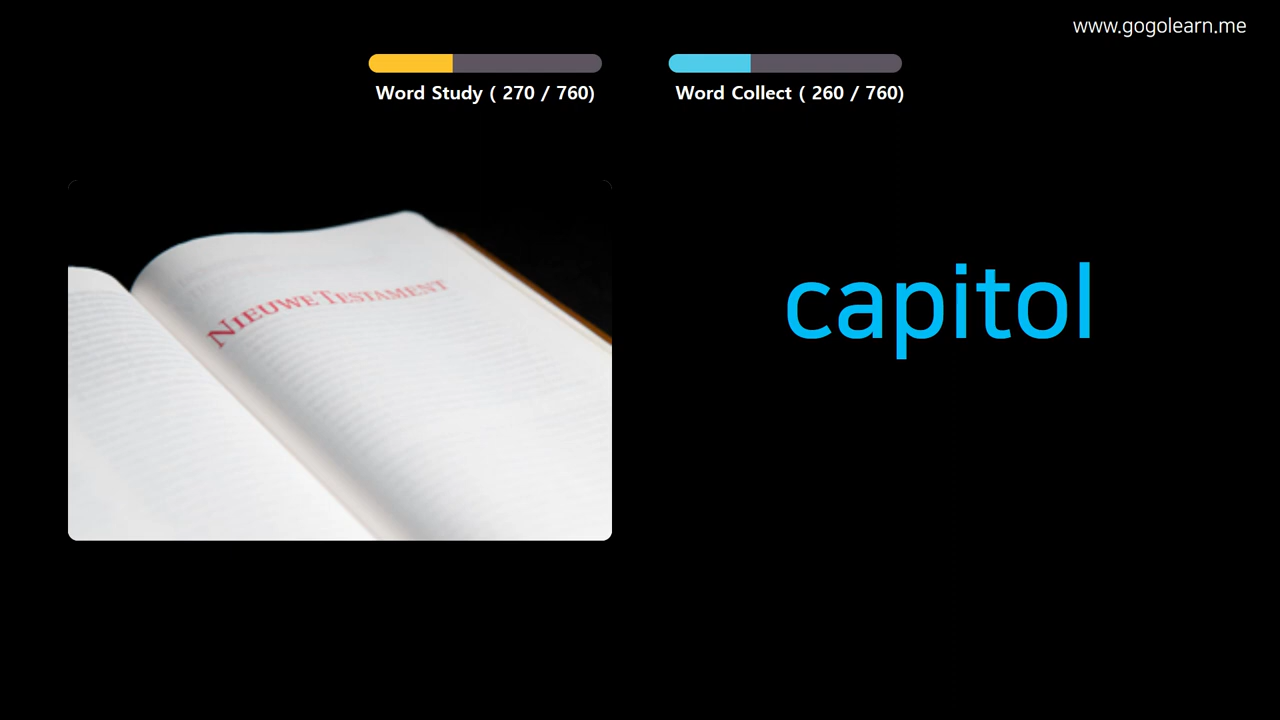 www.gogolearn.me
Word Study ( 270 / 760)
Word Collect ( 260 / 760)
NIEUWE TESTAMENT
capitol